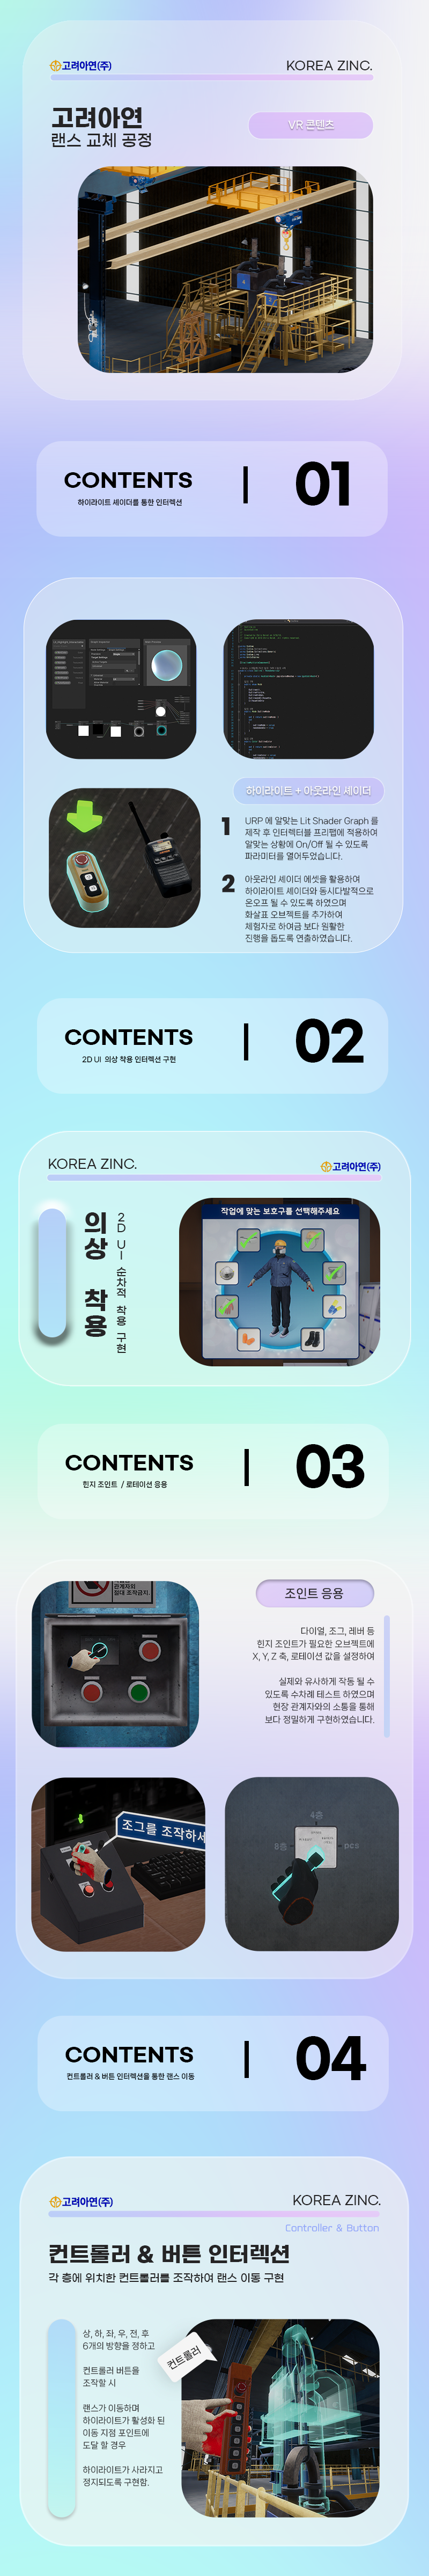 고려아연(주)
KOREA ZINC.
고려아연
랜스 교체 공정
VR 콘텐츠
CONTENTS
하이라이트 셰이더를 통한 인터렉션
01
하이라이트 + 아웃라인 셰이더
1
URP 에 알맞는 Lit Shader Graph 를
제작 후 인터렉터블 프리팹에 적용하여
알맞는 상황에 On/Off 될 수 있도록
파라미터를 열어두었습니다.
2
아웃라인 셰이더 에셋을 활용하여
하이라이트 셰이더와 동시다발적으로
온오프 될 수 있도록 하였으며
화살표 오브젝트를 추가하여
체험자로 하여금 보다 원활한
진행을 돕도록 연출하였습니다.
CONTENTS
2D UI 의상 착용 인터렉션 구현
02
KOREA ZINC.
고려아연(주)
의상 착용
2D UI 순차적 착용 구현
작업에 맞는 보호구를 선택해주세요
CONTENTS
힌지 조인트 / 로테이션 응용
03
관계자외
절대 조작금지.
조인트 응용
다이얼, 조그, 레버 등
힌지 조인트가 필요한 오브젝트에
X, Y, Z 축, 로테이션 값을 설정하여
실제와 유사하게 작동 될 수
있도록 수차례 테스트 하였으며
현장 관계자와의 소통을 통해
보다 정밀하게 구현하였습니다.
조그를 조작하세
4층
8층
pcs
CONTENTS
컨트롤러 & 버튼 인터렉션을 통한 랜스 이동
04
고려아연(주)
KOREA ZINC.
Controller & Button
컨트롤러 & 버튼 인터렉션
각 층에 위치한 컨트롤러를 조작하여 랜스 이동 구현
상, 하, 좌, 우, 전, 후
6개의 방향을 정하고
컨트롤러 버튼을
조작할 시
랜스가 이동하며
하이라이트가 활성화 된
이동 지점 포인트에
도달 할 경우
하이라이트가 사라지고
정지되도록 구현함.
컨트롤러